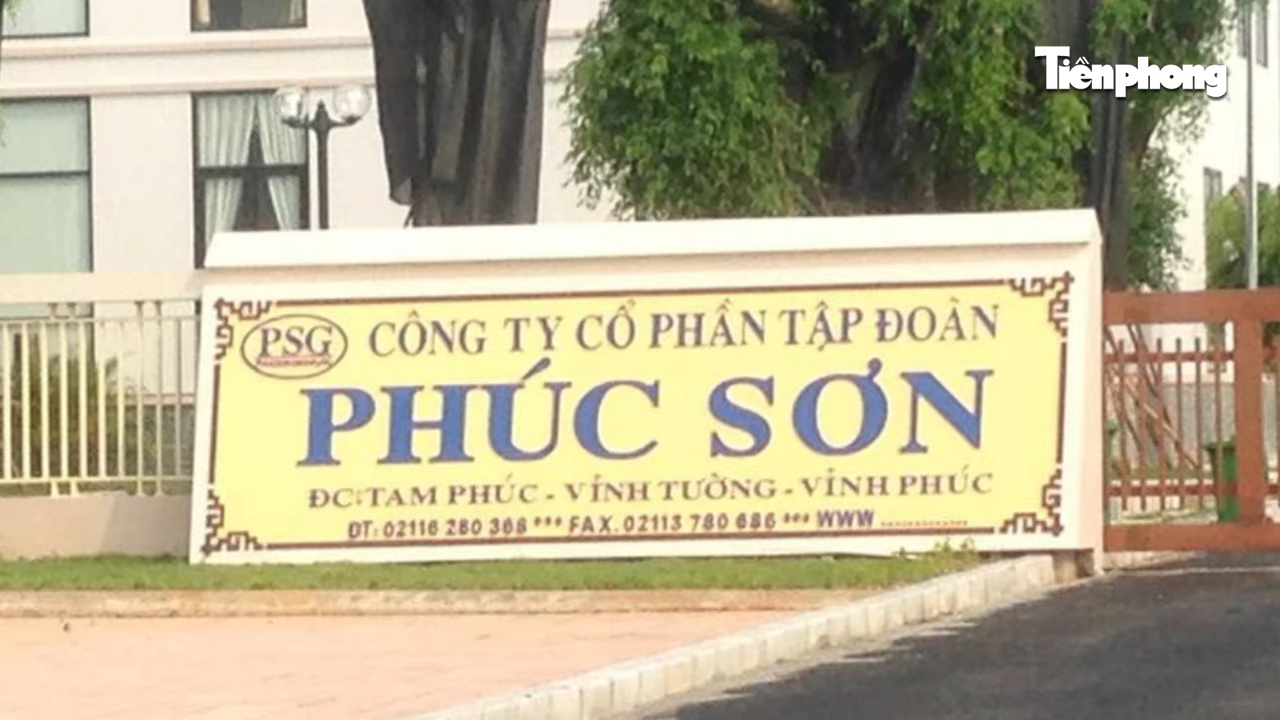 Tiềnphong
PSG
CÔNG TY CỔ PHẦN TẬP ĐOÀN
PHÚC SƠN
ĐC: TAM PHÚC - VĨNH TƯỜNG - VĨNH PHÚC
ĐT: 02116 280 368 *** FAX. 02113 780 686 *** WWW ..............